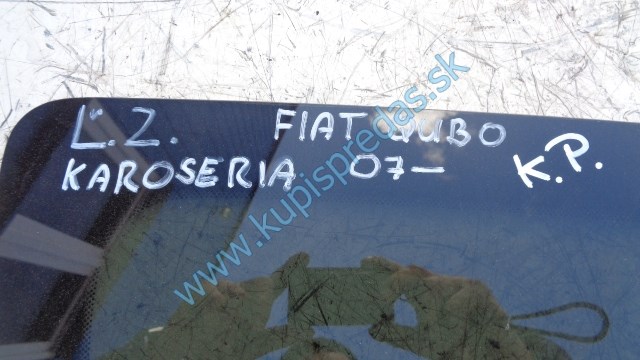 Ľ.Z. FIAT QUBO
KAROSERIA 07- K.P.
www.kupispredas.sk